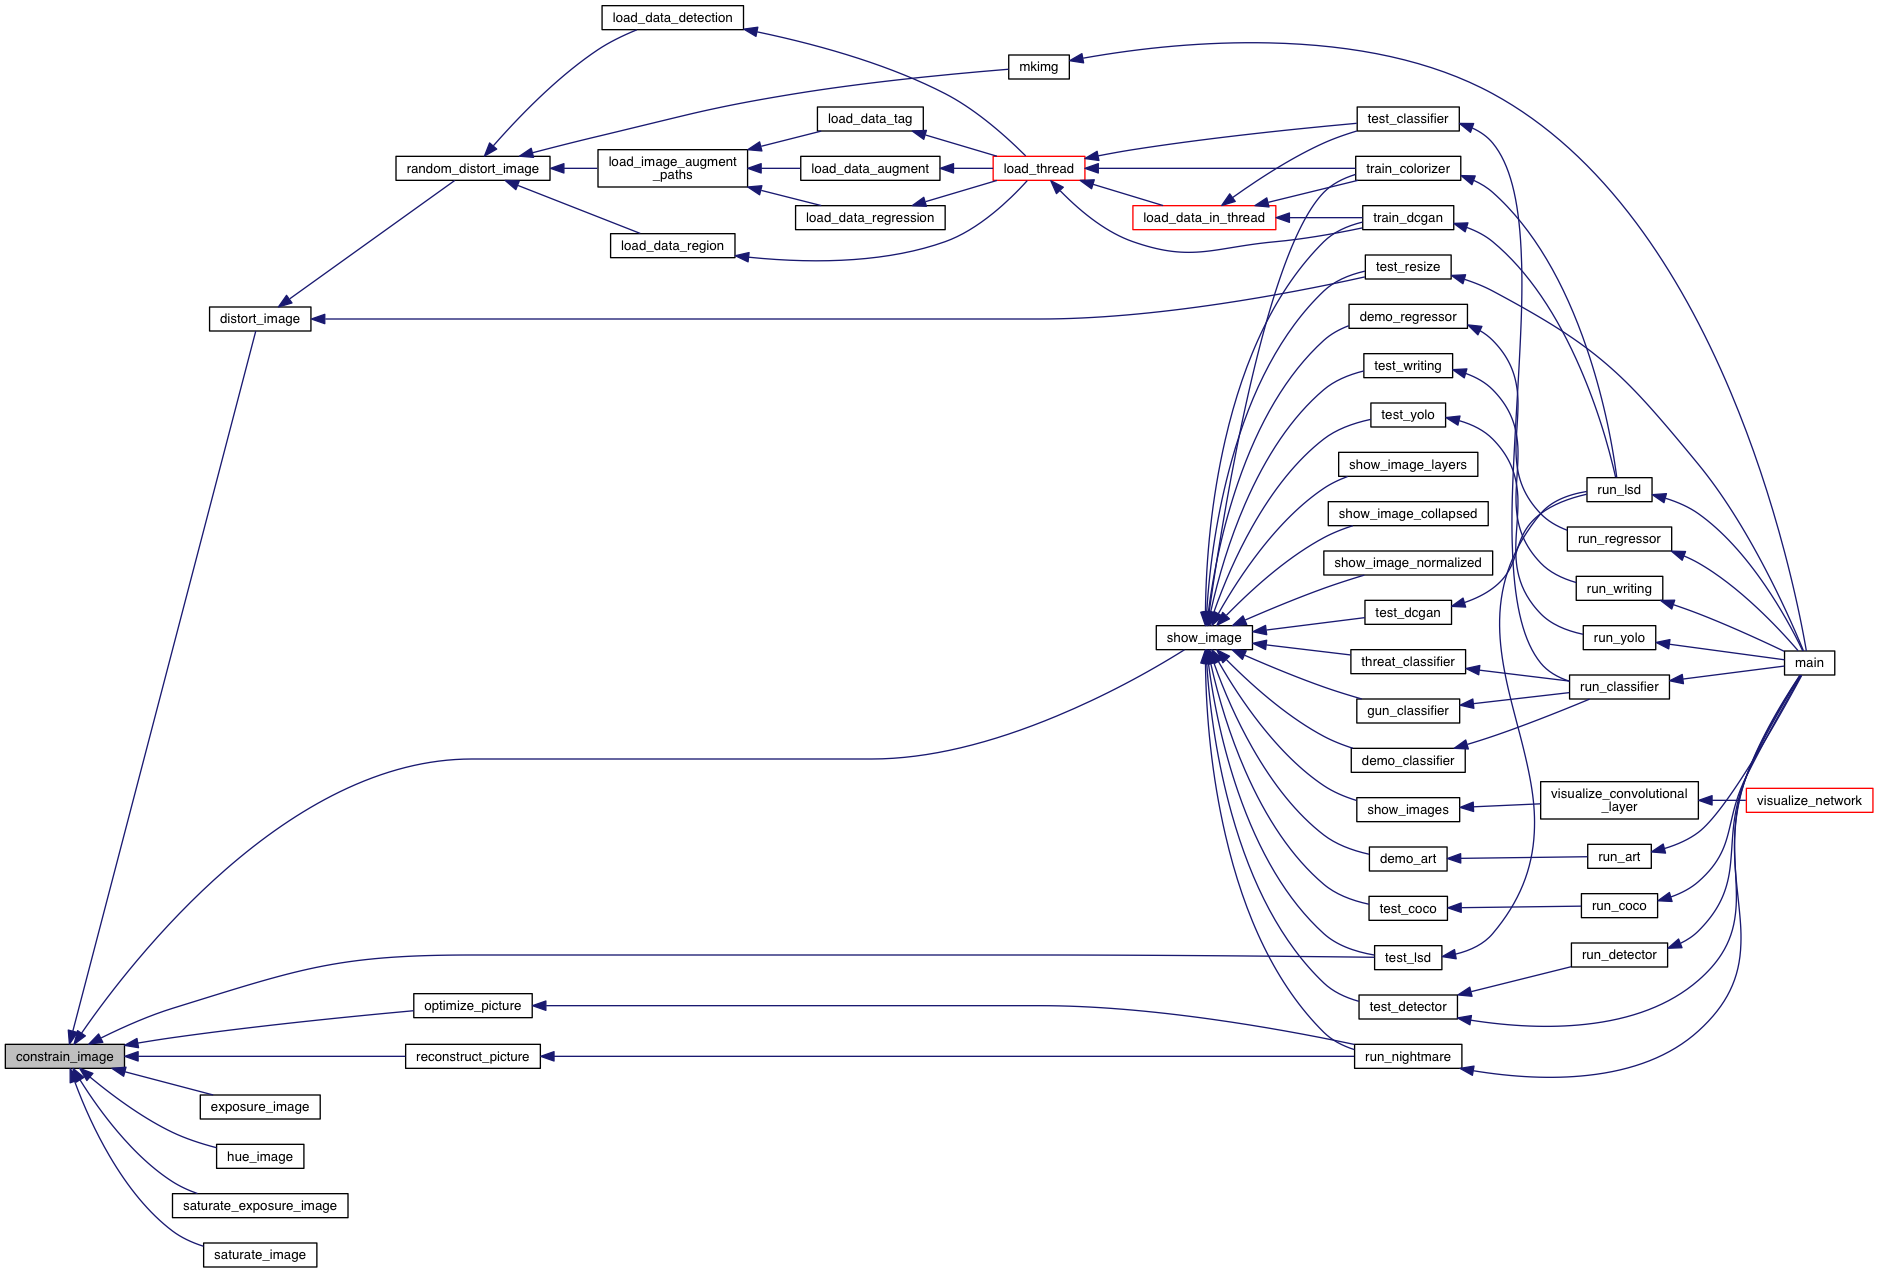 load_data_detection
mkimg
load_data_tag
test_classifier
random_distort_image
load_image_augment
_paths
load_data_augment
load_thread
train_colorizer
load_data_regression
load_data_in_thread
train_dcgan
load_data_region
test_resize
distort_image
demo_regressor
test_writing
test_yolo
show_image_layers
run_lsd
show_image_collapsed
run_regressor
show_image_normalized
run_writing
test_dcgan
show_image
run_yolo
threat_classifier
main
run_classifier
gun_classifier
demo_classifier
visualize_convolutional
_layer
visualize_network
show_images
demo_art
run_art
test_coco
run_coco
test_lsd
run_detector
optimize_picture
test_detector
constrain_image
reconstruct_picture
run_nightmare
exposure_image
hue_image
saturate_exposure_image
saturate_image